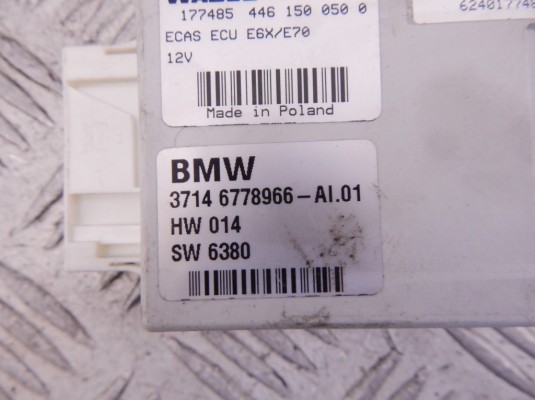 177485 446 150 050 0
ECAS ECU E6X/E70
12V
Made in Poland
BMW
3714 6778966-AI.01
HW 014
SW 6380